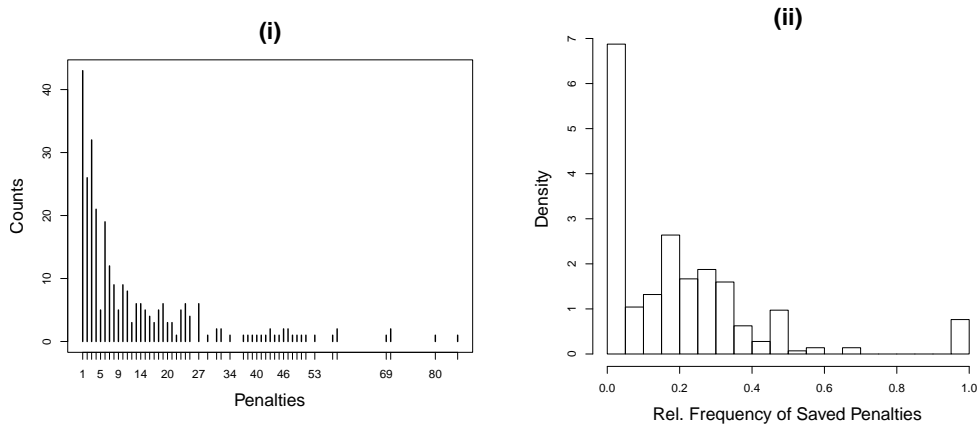 (i)
Counts
0 10 20 30 40
1 5 9 14 20 27 34 40 46 53 69 80
Penalties
(ii)
Density
0 1 2 3 4 5 6 7
0.0 0.2 0.4 0.6 0.8 1.0
Rel. Frequency of Saved Penalties